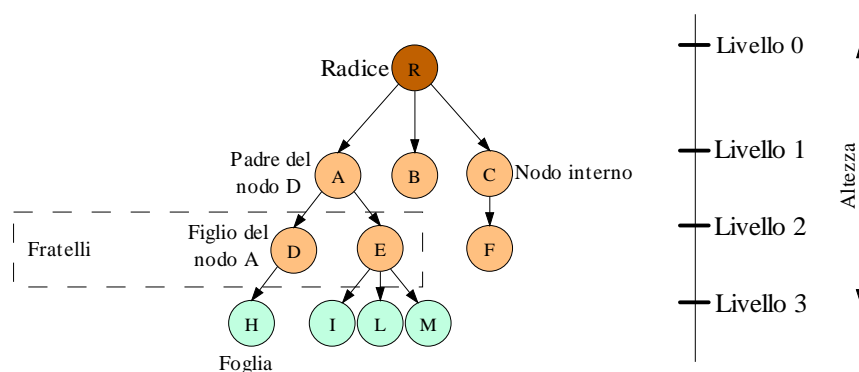 Radice
R
Livello 0
Padre del
nodo D
A
B
C
Nodo interno
Livello 1
Altezza
Fratelli
Figlio del
nodo A
D
E
F
Livello 2
H
I
L
M
Livello 3
Foglia